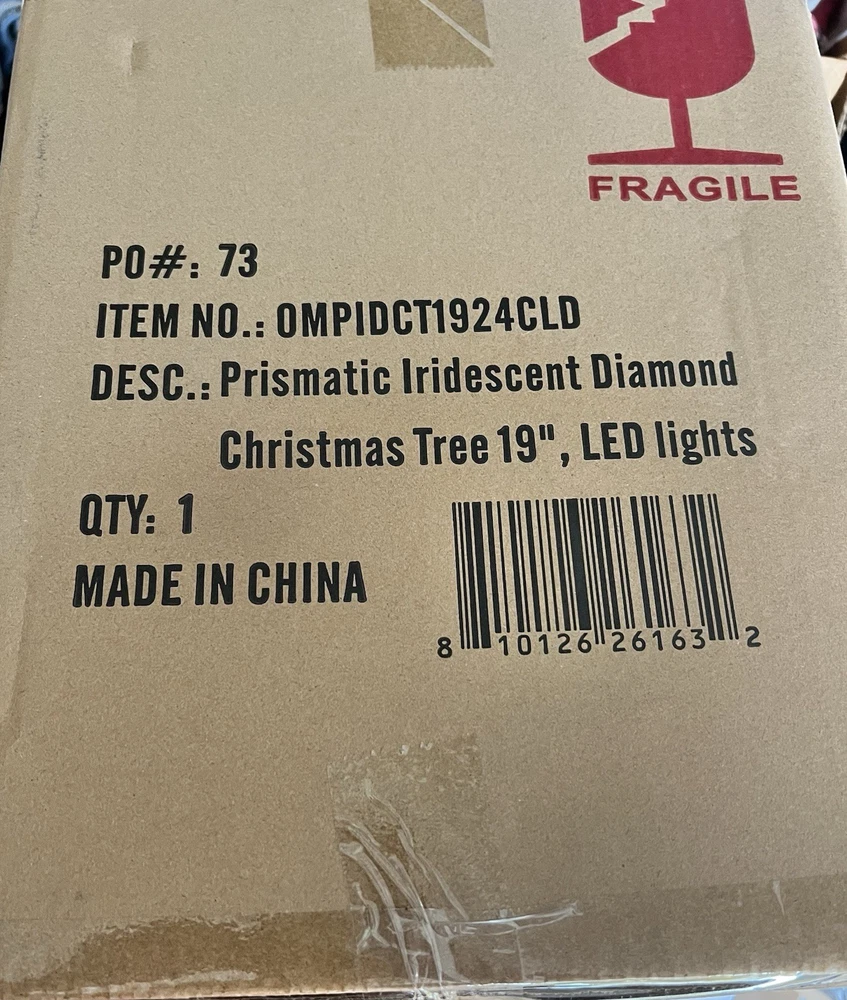 FRAGILE
PO#: 73
ITEM NO.: OMPIDCT1924CLD
DESC.: Prismatic Iridescent Diamond
Christmas Tree 19", LED lights
QTY: 1
MADE IN CHINA
8 10126 26163 2